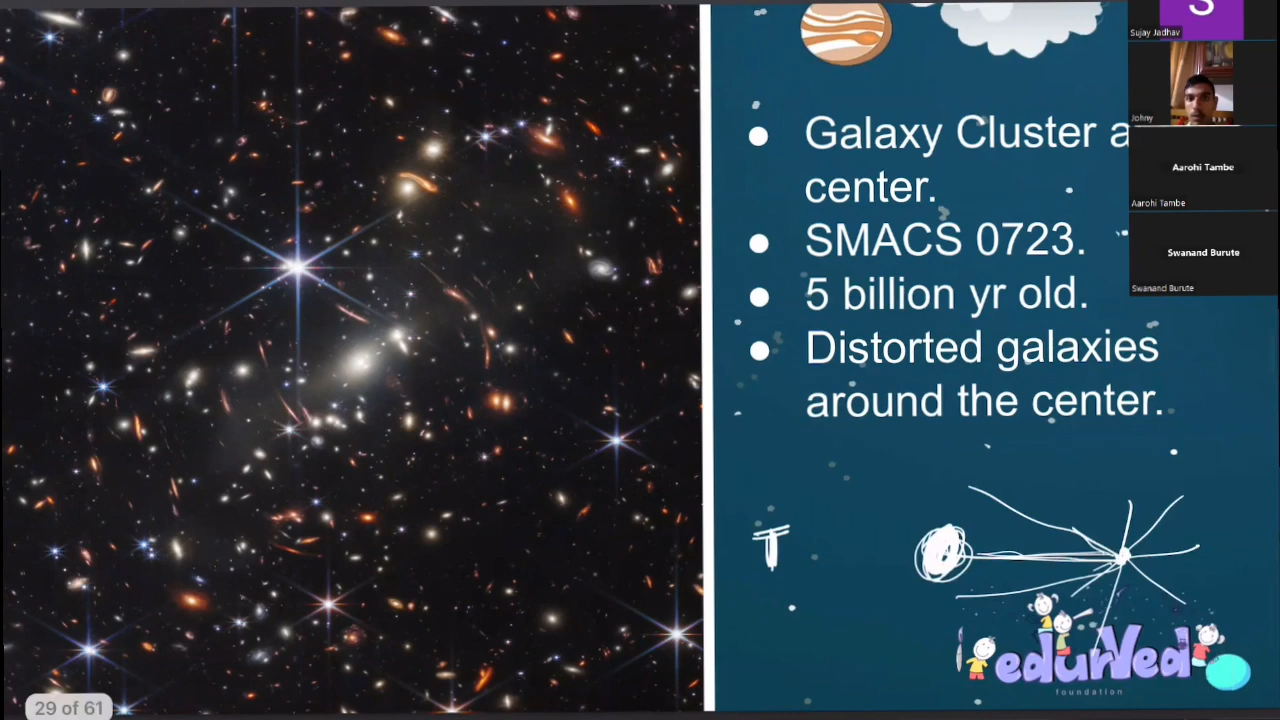 S
Sujay Jadhav
Johny
Aarohi Tambe
Aarohi Tambe
Swanand Burute
Swanand Burute
Galaxy Cluster a
center.
SMACS 0723.
5 billion yr old.
Distorted galaxies
around the center.
T
edurVed
foundation
29 of 61